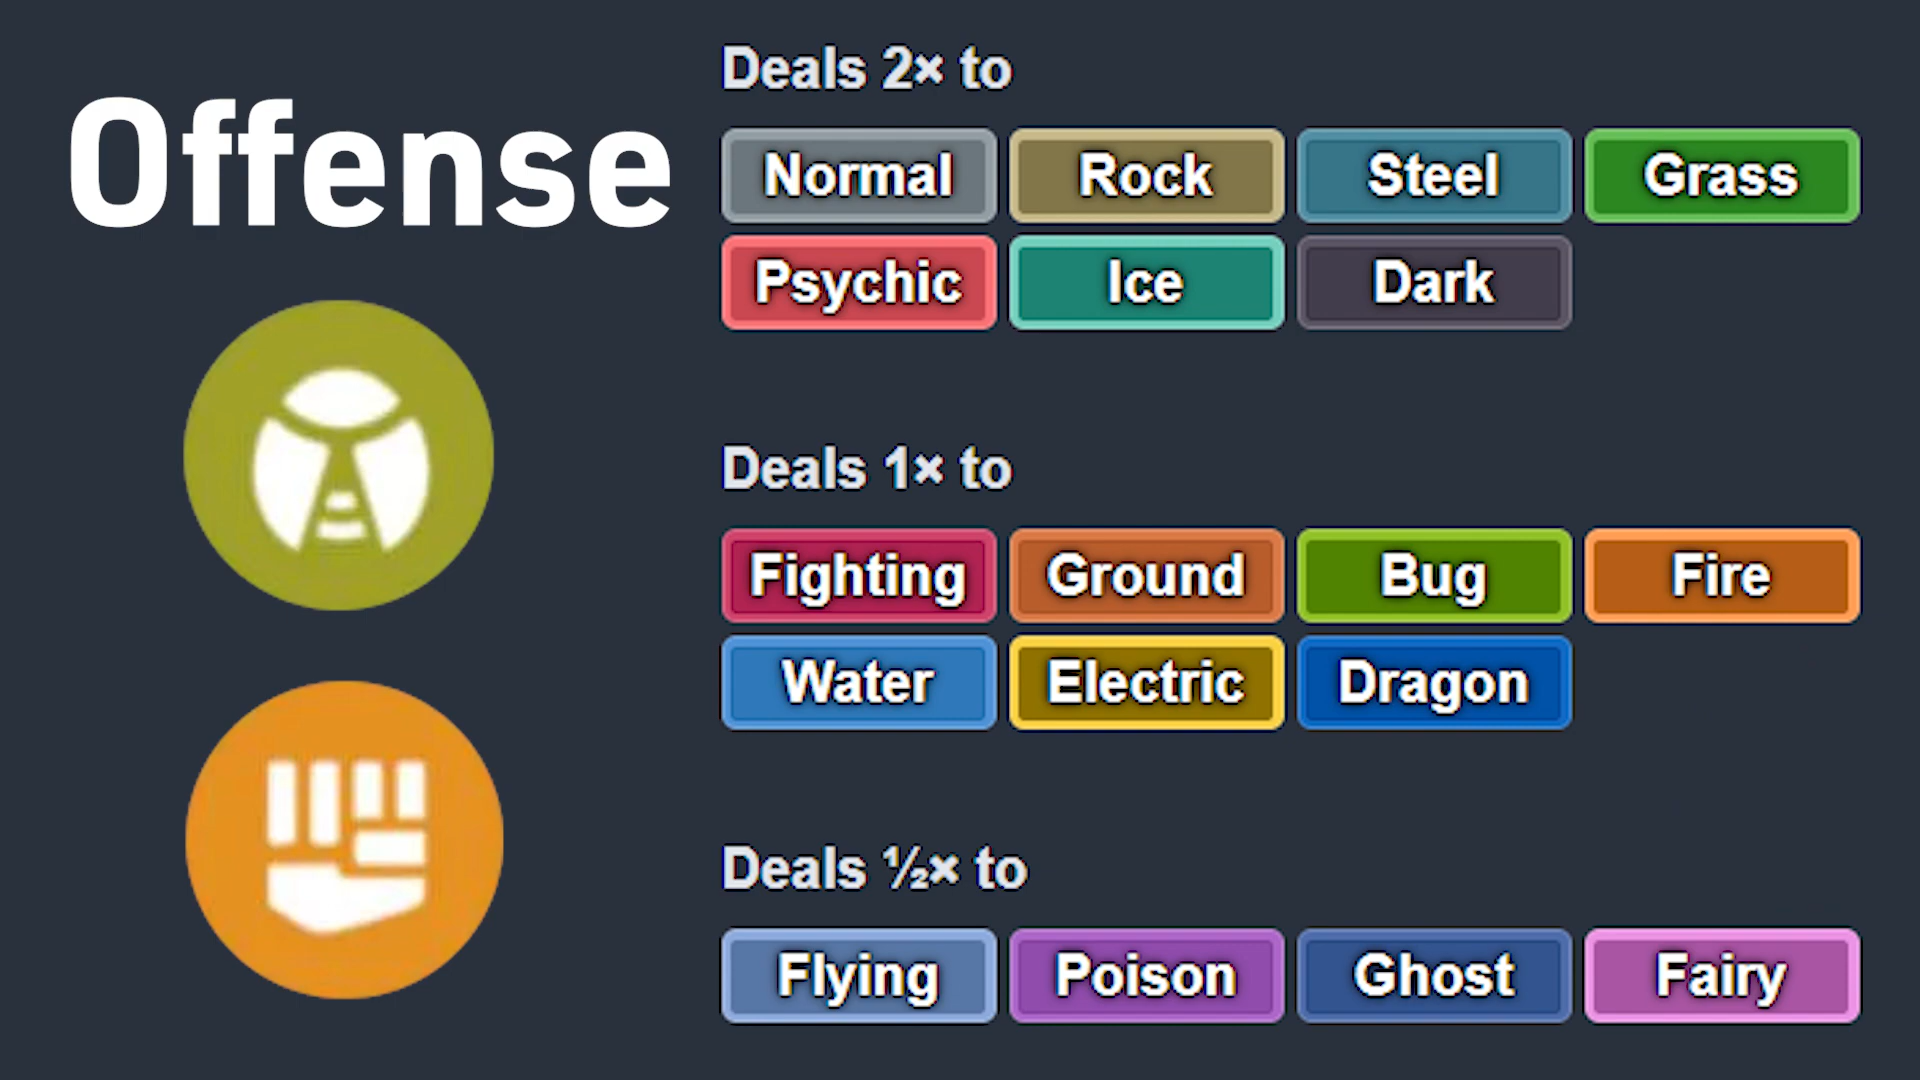 Offense
Deals 2× to
Normal Rock Steel Grass
Psychic Ice Dark
Deals 1× to
Fighting Ground Bug Fire
Water Electric Dragon
Deals ½× to
Flying Poison Ghost Fairy